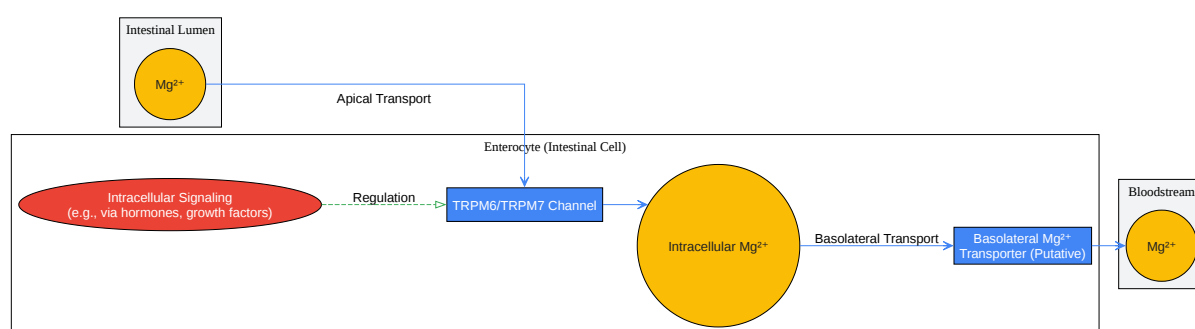 Intestinal Lumen
Mg²⁺
Apical Transport
Enterocyte (Intestinal Cell)
Intracellular Signaling
(e.g., via hormones, growth factors)
Regulation
TRPM6/TRPM7 Channel
Intracellular Mg²⁺
Basolateral Transport
Basolateral Mg²⁺
Transporter (Putative)
Bloodstream
Mg²⁺